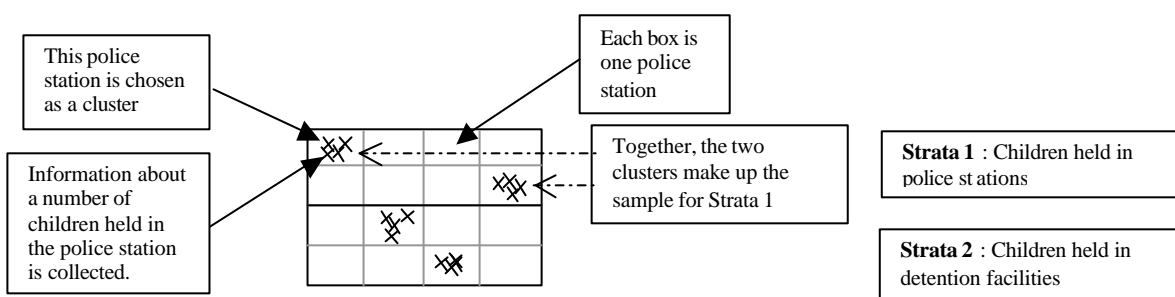 This police
station is chosen
as a cluster
Each box is
one police
station
Information about
a number of
children held in
the police station
is collected.
Together, the two
clusters make up the
sample for Strata 1
Strata 1 : Children held in
police stations
Strata 2 : Children held in
detention facilities